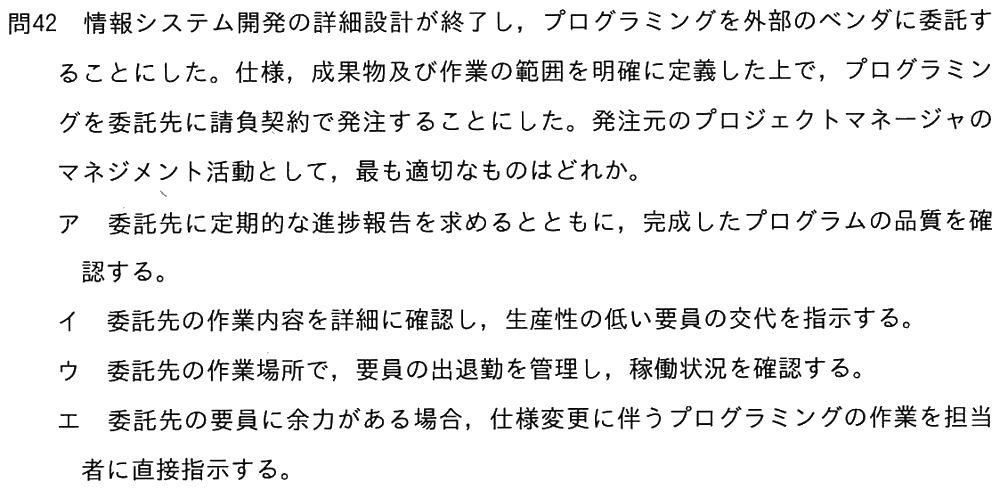 問42　情報システム開発の詳細設計が終了し，プログラミングを外部のベンダに委託す
ることにした。仕様，成果物及び作業の範囲を明確に定義した上で，プログラミン
グを委託先に請負契約で発注することにした。発注元のプロジェクトマネージャの
マネジメント活動として，最も適切なものはどれか。
ア　委託先に定期的な進捗報告を求めるとともに，完成したプログラムの品質を確
認する。
イ　委託先の作業内容を詳細に確認し，生産性の低い要員の交代を指示する。
ウ　委託先の作業場所で，要員の出退勤を管理し，稼働状況を確認する。
エ　委託先の要員に余力がある場合，仕様変更に伴うプログラミングの作業を担当
者に直接指示する。